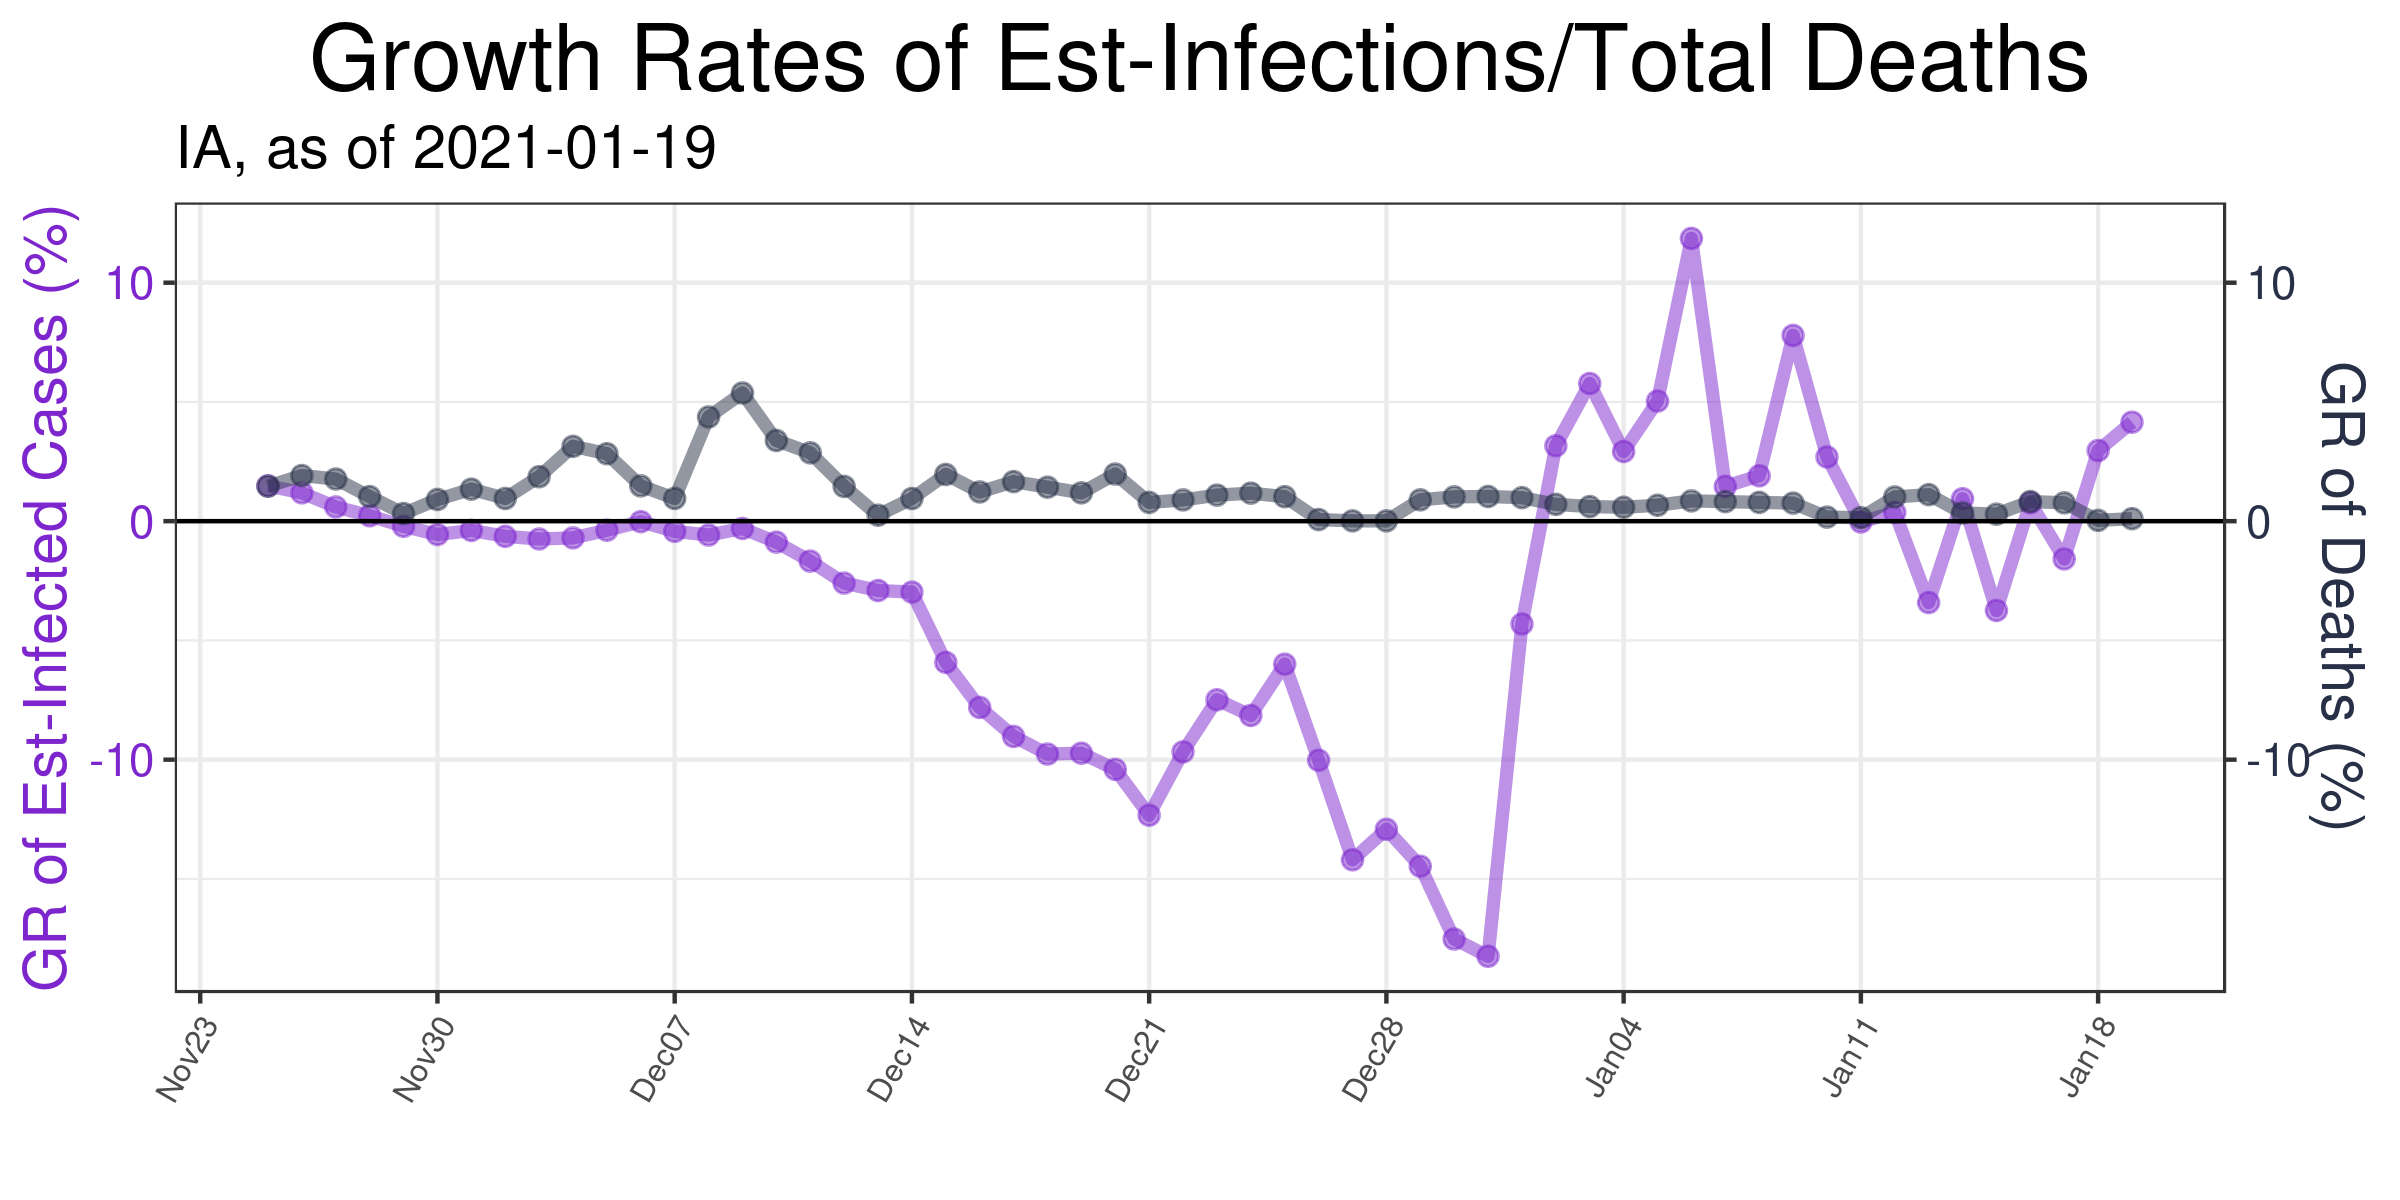 Growth Rates of Est-Infections/Total Deaths
IA, as of 2021-01-19
GR of Est-Infected Cases (%)
10
0
-10
10
0
-10
GR of Deaths (%)
Nov23
Nov30
Dec07
Dec14
Dec21
Dec28
Jan04
Jan11
Jan18